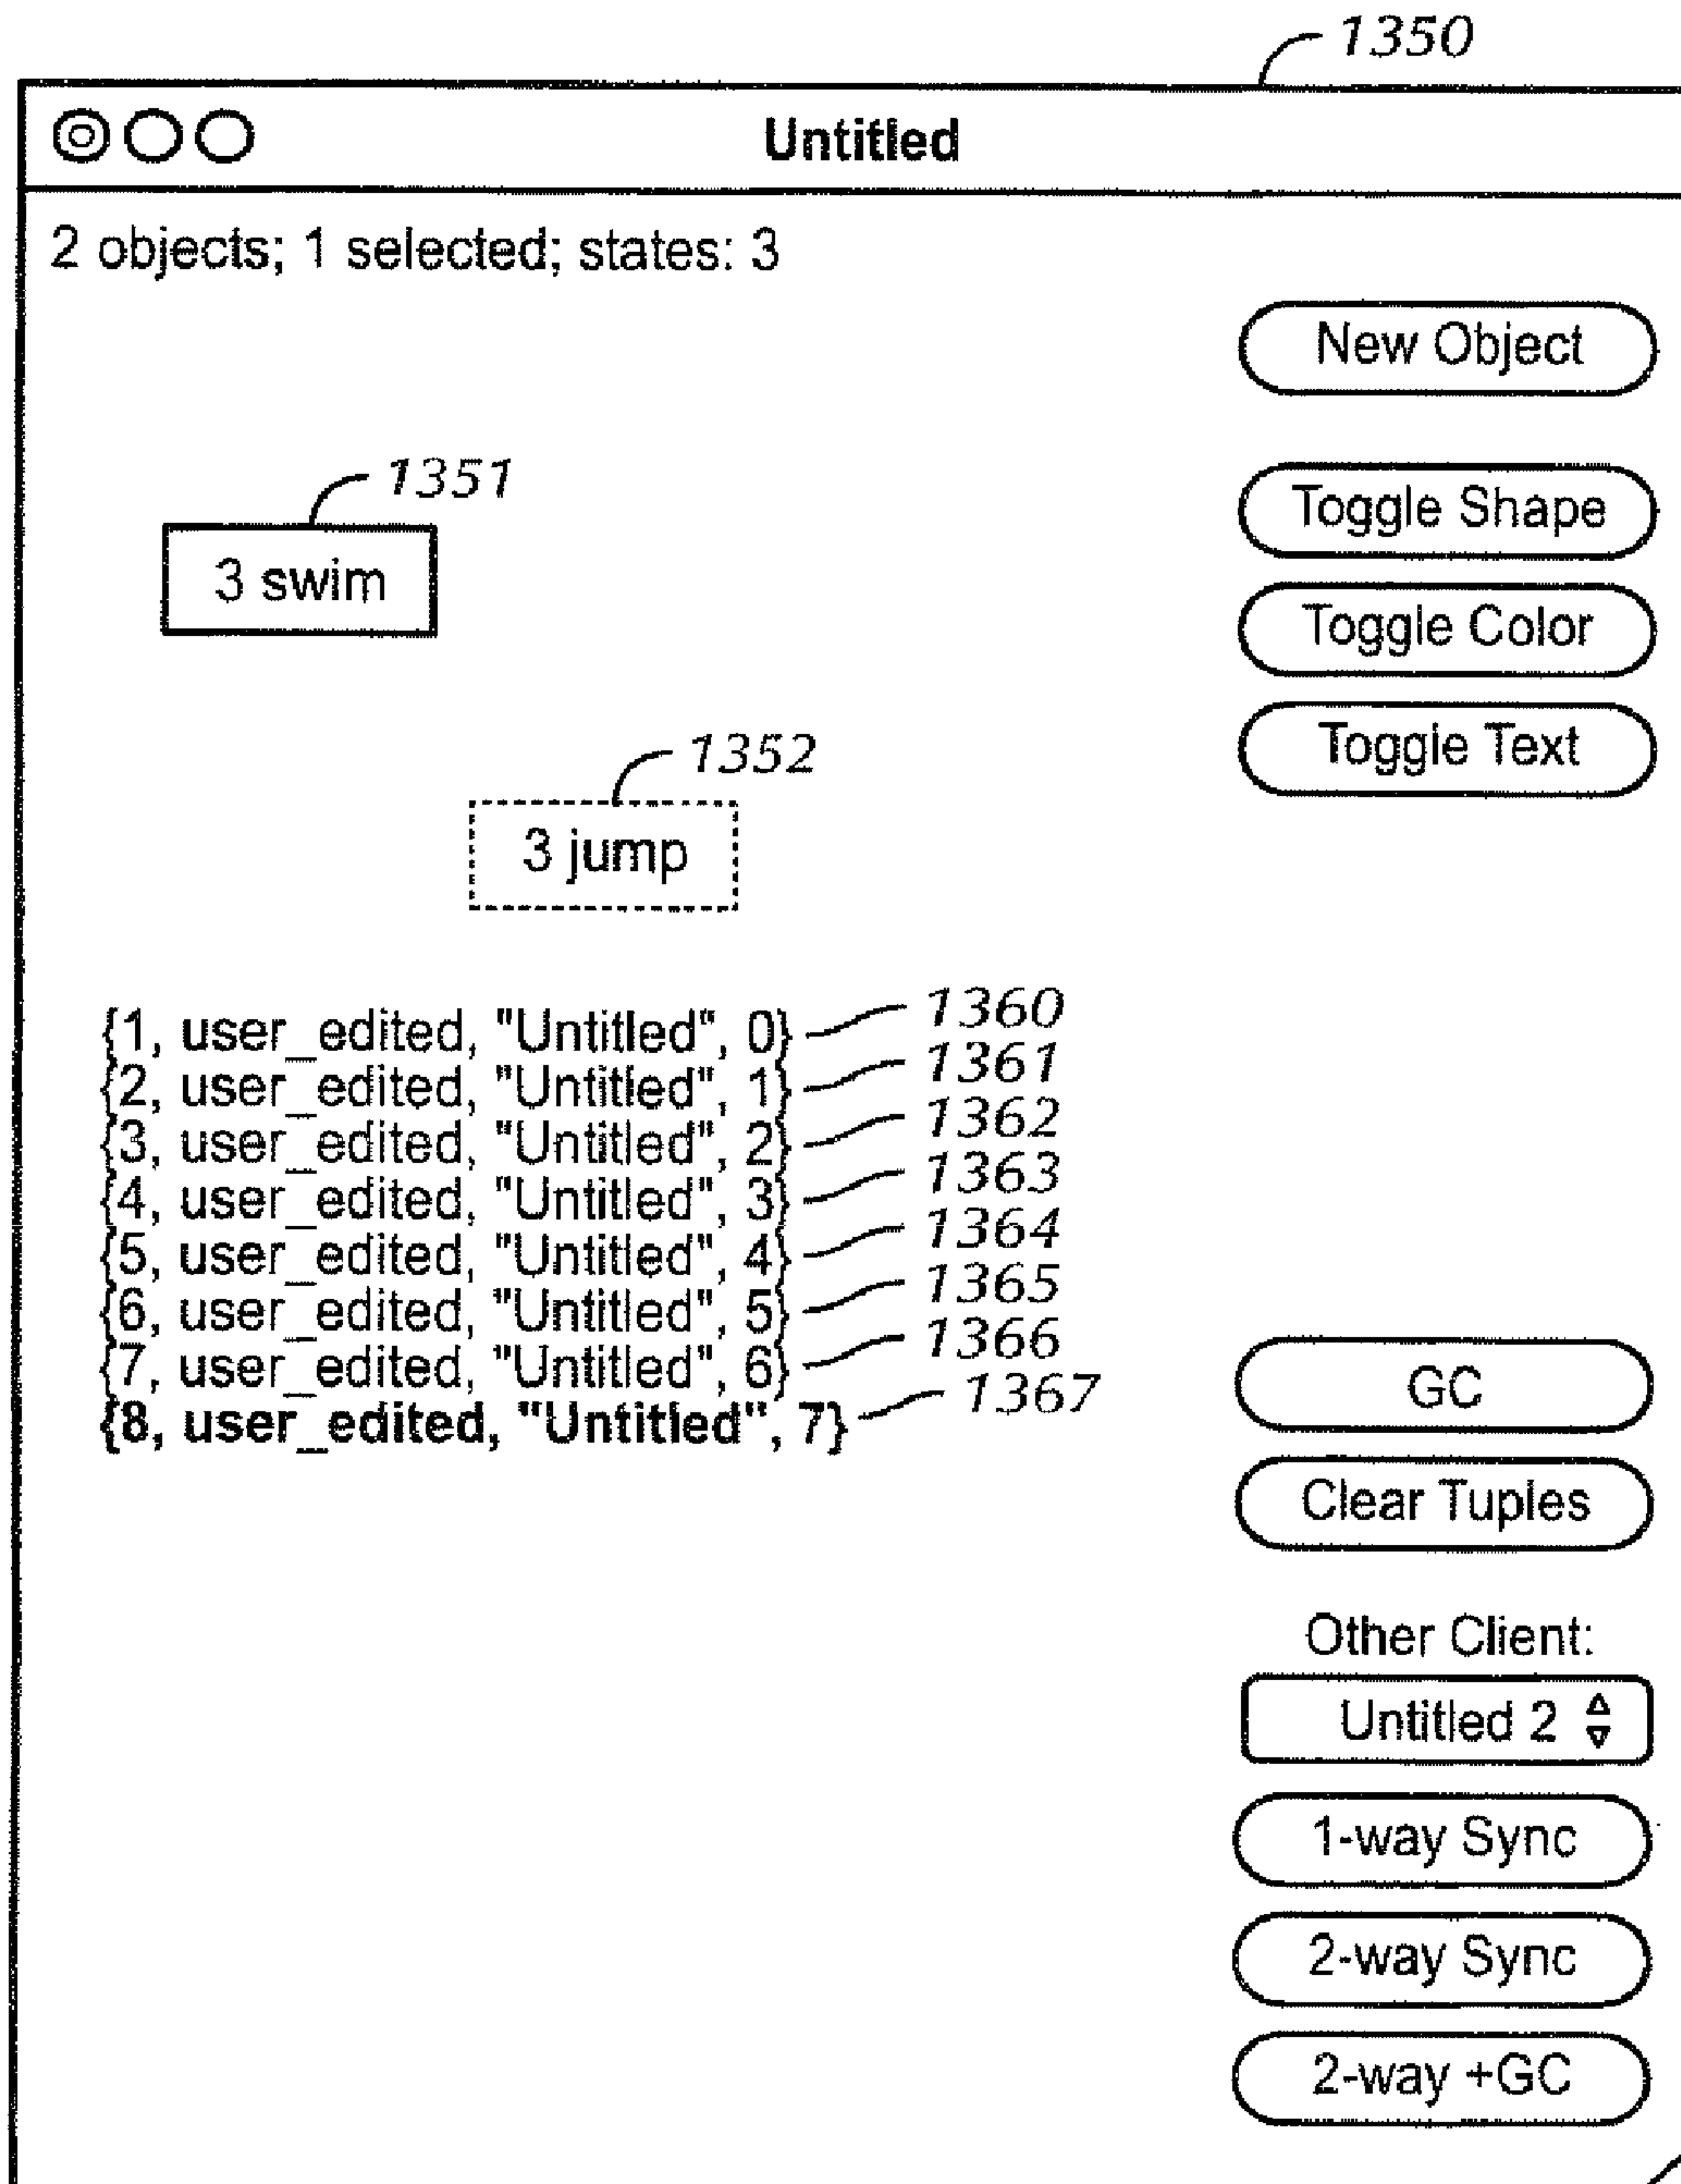 1350
Untitled
2 objects; 1 selected; states: 3
New Object
1351
Toggle Shape
3 swim
Toggle Color
1352
Toggle Text
3 jump
{1, user_edited, "Untitled", 0} 1360
{2, user_edited, "Untitled", 1} 1361
{3, user_edited, "Untitled", 2} 1362
{4, user_edited, "Untitled", 3} 1363
{5, user_edited, "Untitled", 4} 1364
{6, user_edited, "Untitled", 5} 1365
{7, user_edited, "Untitled", 6} 1366
{8, user_edited, "Untitled", 7} 1367
GC
Clear Tuples
Other Client:
Untitled 2
1-way Sync
2-way Sync
2-way +GC